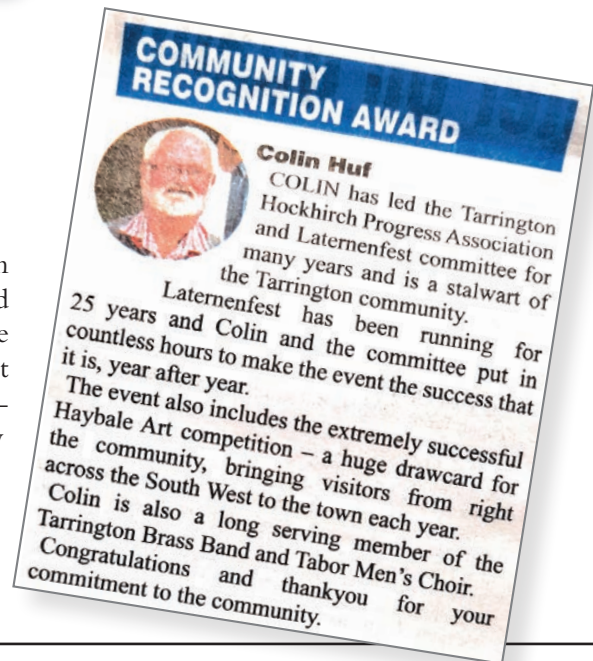 COMMUNITY
RECOGNITION AWARD
Colin Huf
COLIN has led the Tarrington
Hockhirch Progress Association
and Laternenfest committee for
many years and is a stalwart of
the Tarrington community.
Laternenfest has been running for
25 years and Colin and the committee put in
countless hours to make the event the success that
it is, year after year.
The event also includes the extremely successful
Haybale Art competition – a huge drawcard for
the community, bringing visitors from right
across the South West to the town each year.
Colin is also a long serving member of the
Tarrington Brass Band and Tabor Men's Choir.
Congratulations and thankyou for your
commitment to the community.